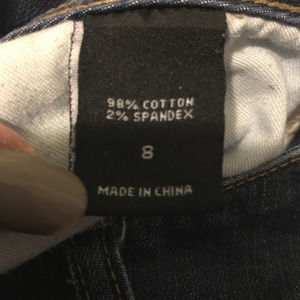 98% COTTON
2% SPANDEX
8
MADE IN CHINA